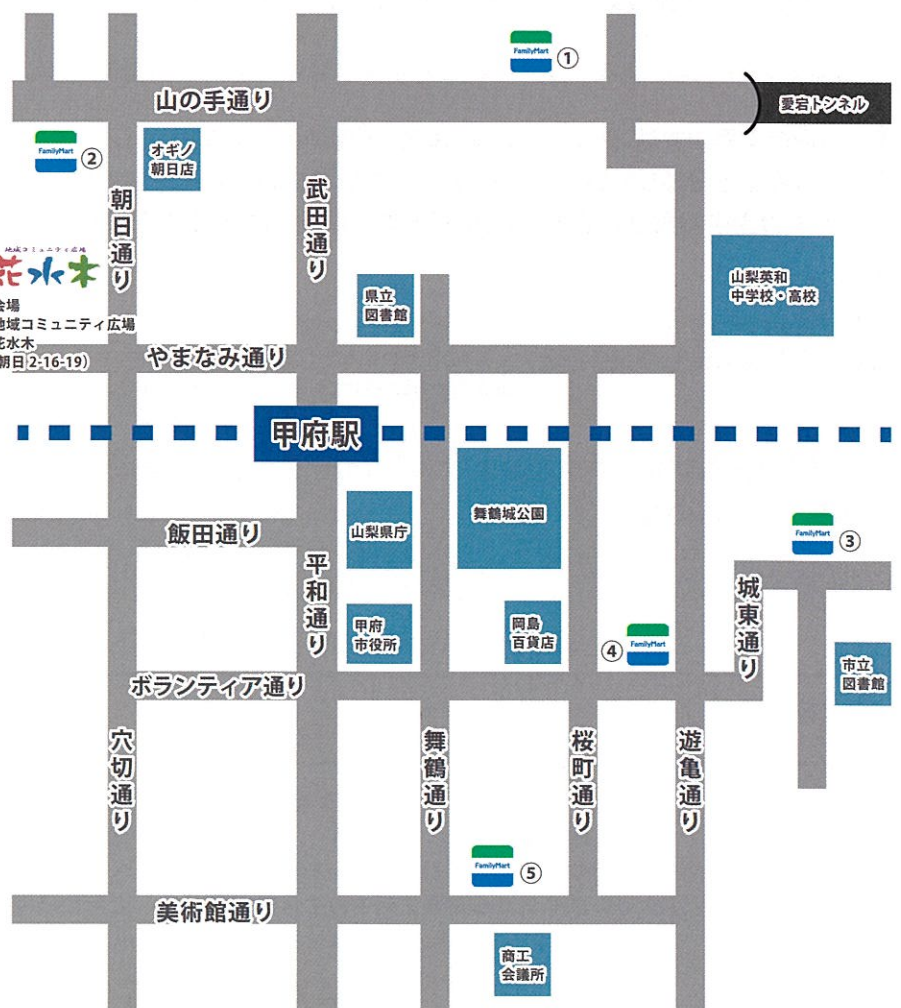 FamilyMart ①
山の手通り
愛宕トンネル
FamilyMart ②
オギノ
朝日店
朝日通り
武田通り
地域コミュニティ広場
花水木
会場
地域コミュニティ広場
花水木
朝日2-16-19)
県立
図書館
山梨英和
中学校・高校
やまなみ通り
甲府駅
飯田通り
山梨県庁
舞鶴城公園
FamilyMart ③
平和通り
甲府
市役所
岡島
百貨店
④ FamilyMart
城東通り
市立
図書館
ボランティア通り
穴切通り
舞鶴通り
桜町通り
遊亀通り
FamilyMart ⑤
美術館通り
商工
会議所